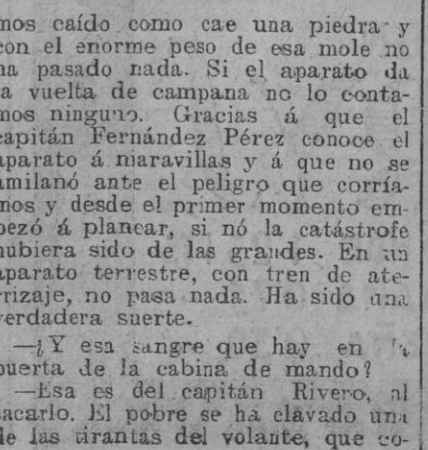 mos caído como cae una piedra y
con el enorme peso de esa mole no
ha pasado nada. Si el aparato da
la vuelta de campana no lo conta-
mos ninguno. Gracias á que el
capitán Fernández Pérez conoce el
aparato á maravillas y á que no se
amilanó ante el peligro que corría-
mos y desde el primer momento em-
pezó á planear, si nó la catástrofe
hubiera sido de las grandes. En un
aparato terrestre, con tren de ate-
rrizaje, no pasa nada. Ha sido una
verdadera suerte.
—¿Y esa sangre que hay en la
puerta de la cabina de mando?
—Esa es del capitán Rivero, al
sacarlo. El pobre se ha clavado una
de las tirantas del volante, que co-